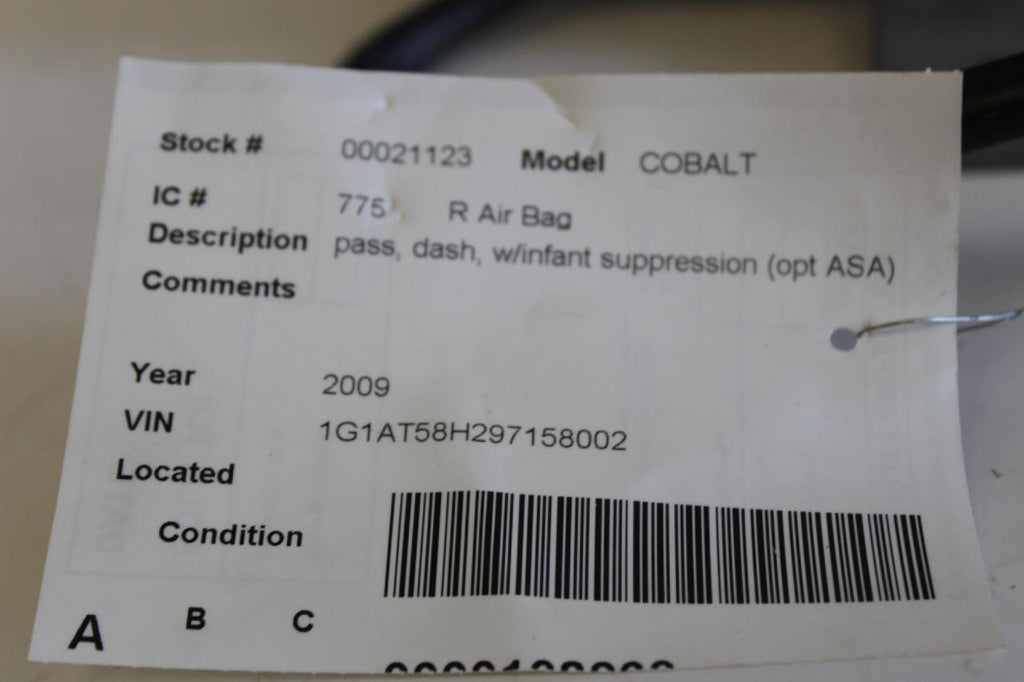 Stock # 00021123 Model COBALT
IC # 775 R Air Bag
Description pass, dash, w/infant suppression (opt ASA)
Comments
Year 2009
VIN 1G1AT58H297158002
Located
Condition
A B C